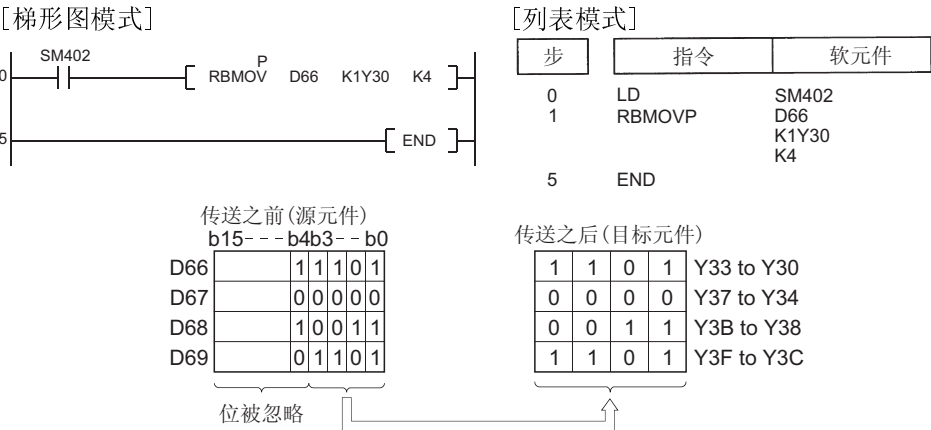 [梯形图模式]
0 SM402 RBMOV P D66 K1Y30 K4
5 END
[列表模式]
步 指令 软元件
0 LD SM402
1 RBMOVP D66
K1Y30
K4
5 END
传送之前(源元件)
b15---b4b3--b0
D66 1 1 1 0 1
D67 0 0 0 0 0
D68 1 0 0 1 1
D69 0 1 1 0 1
位被忽略
传送之后(目标元件)
1 1 0 1 Y33 to Y30
0 0 0 0 Y37 to Y34
0 0 1 1 Y3B to Y38
1 1 0 1 Y3F to Y3C